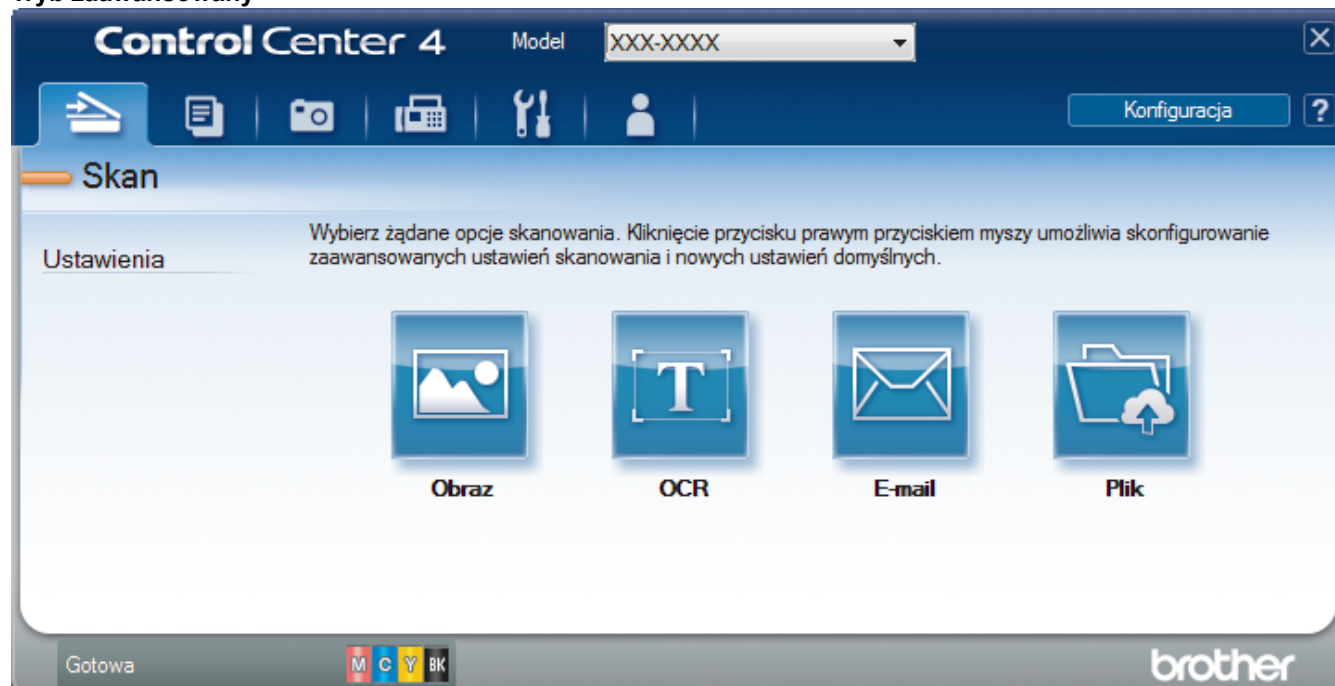 Control Center 4 Model XXX-XXXX
Konfiguracja ?
Skan
Ustawienia
Wybierz żądane opcje skanowania. Kliknięcie przycisku prawym przyciskiem myszy umożliwia skonfigurowanie
zaawansowanych ustawień skanowania i nowych ustawień domyślnych.
T
Obraz OCR E-mail Plik
Gotowa M C Y BK brother